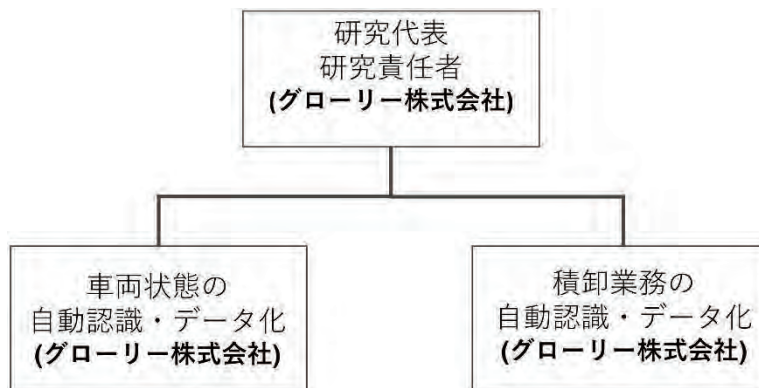 研究代表
研究責任者
(グローリー株式会社)
車両状態の
自動認識・データ化
(グローリー株式会社)
積卸業務の
自動認識・データ化
(グローリー株式会社)